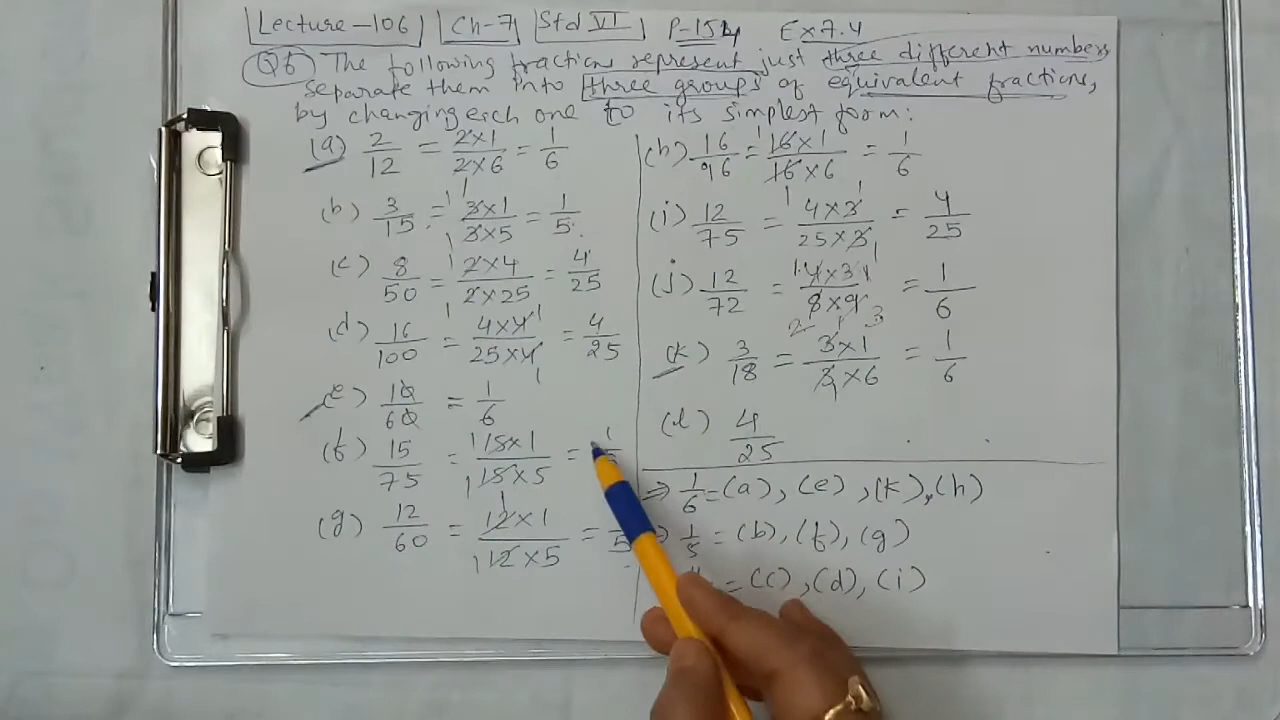 Lecture-106 Ch-7 Std VI P-154 Ex7.4
Q6) The following fractions represent just three different numbers
separate them into three groups of equivalent fractions,
by changing each one to its simplest form:
(a) 2/12 = 2×1/2×6 = 1/6
(b) 3/15 = 3×1/3×5 = 1/5
(c) 8/50 = 2×4/2×25 = 4/25
(d) 16/100 = 4×4/25×4 = 4/25
(e) 10/60 = 1/6
(f) 15/75 = 15×1/15×5 = 1/5
(g) 12/60 = 12×1/12×5 = /5
(h) 16/96 = 16×1/16×6 = 1/6
(i) 12/75 = 4×3/25×3 = 4/25
(j) 12/72 = 4×3/8×9 = 1/6
(k) 3/18 = 3×1/3×6 = 1/6
(l) 4/25
⇒ 1/6 = (a), (e), (k), (h)
⇒ 1/5 = (b), (f), (g)
= (c), (d), (i)